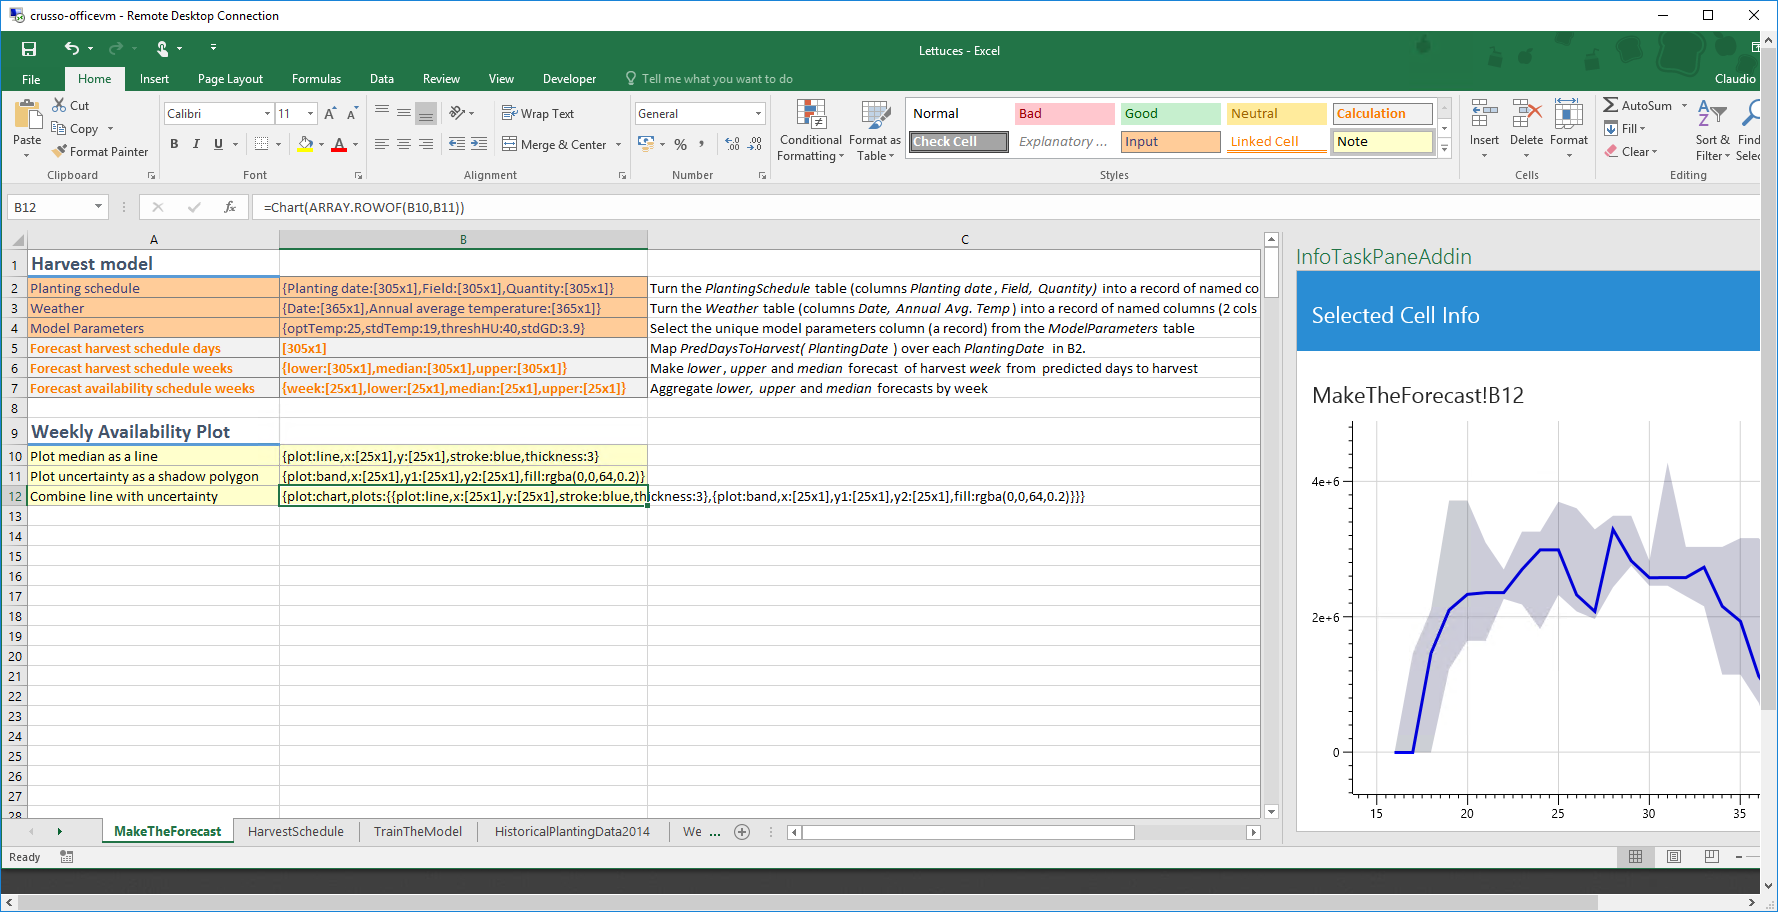 crusso-officevm - Remote Desktop Connection
Lettuces - Excel
File Home Insert Page Layout Formulas Data Review View Developer Tell me what you want to do Claudio
Paste
Cut
Copy
Format Painter
Clipboard
Calibri 11
B I U
Font
Wrap Text
Merge & Center
Alignment
General
Number
Conditional Formatting
Format as Table
Normal Bad Good Neutral Calculation
Check Cell Explanatory ... Input Linked Cell Note
Styles
Insert Delete Format
Cells
AutoSum
Fill
Clear
Sort & Filter
Find
Selec
Editing
B12 fx =Chart(ARRAY.ROWOF(B10,B11))
A B C
1 Harvest model
2 Planting schedule {Planting date:[305x1],Field:[305x1],Quantity:[305x1]} Turn the PlantingSchedule table (columns Planting date, Field, Quantity) into a record of named co
3 Weather {Date:[365x1],Annual average temperature:[365x1]} Turn the Weather table (columns Date, Annual Avg. Temp) into a record of named columns (2 cols
4 Model Parameters {optTemp:25,stdTemp:19,threshHU:40,stdGD:3.9} Select the unique model parameters column (a record) from the ModelParameters table
5 Forecast harvest schedule days [305x1] Map PredDaysToHarvest(PlantingDate) over each PlantingDate in B2.
6 Forecast harvest schedule weeks {lower:[305x1],median:[305x1],upper:[305x1]} Make lower, upper and median forecast of harvest week from predicted days to harvest
7 Forecast availability schedule weeks {week:[25x1],lower:[25x1],median:[25x1],upper:[25x1]} Aggregate lower, upper and median forecasts by week
8
9 Weekly Availability Plot
10 Plot median as a line {plot:line,x:[25x1],y:[25x1],stroke:blue,thickness:3}
11 Plot uncertainty as a shadow polygon {plot:band,x:[25x1],y1:[25x1],y2:[25x1],fill:rgba(0,0,64,0.2)}
12 Combine line with uncertainty {plot:chart,plots:{{plot:line,x:[25x1],y:[25x1],stroke:blue,thickness:3},{plot:band,x:[25x1],y1:[25x1],y2:[25x1],fill:rgba(0,0,64,0.2)}}}
13
14
15
16
17
18
19
20
21
22
23
24
25
26
27
28
InfoTaskPaneAddin
Selected Cell Info
MakeTheForecast!B12
4e+6
2e+6
0
15 20 25 30 35
MakeTheForecast HarvestSchedule TrainTheModel HistoricalPlantingData2014 We ...
Ready